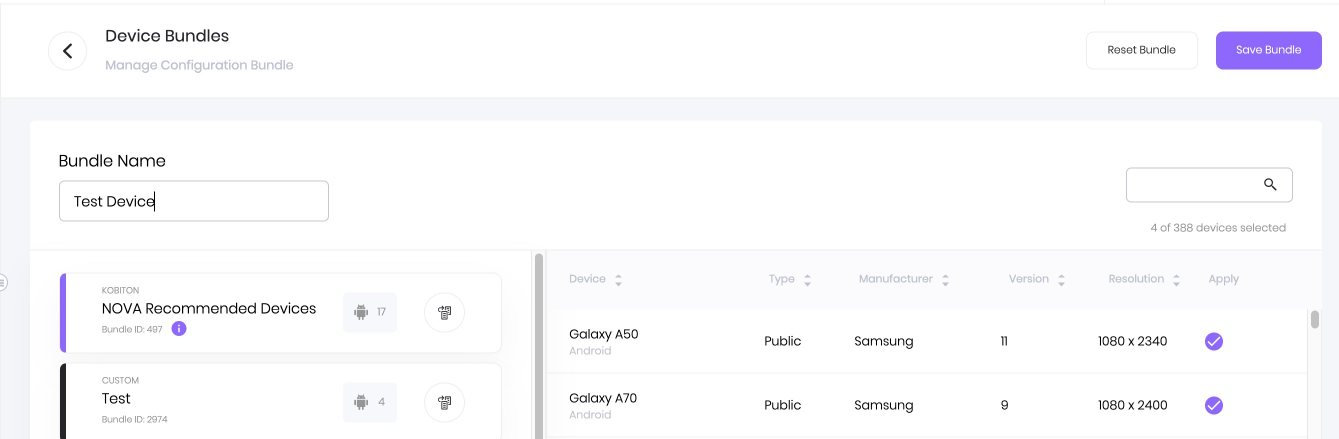 Device Bundles
Manage Configuration Bundle
Reset Bundle
Save Bundle
Bundle Name
Test Device
4 of 388 devices selected
KOBITON
NOVA Recommended Devices
Bundle ID: 497
17
CUSTOM
Test
Bundle ID: 2974
4
Device Type Manufacturer Version Resolution Apply
Galaxy A50 Public Samsung 11 1080 x 2340
Android
Galaxy A70 Public Samsung 9 1080 x 2400
Android